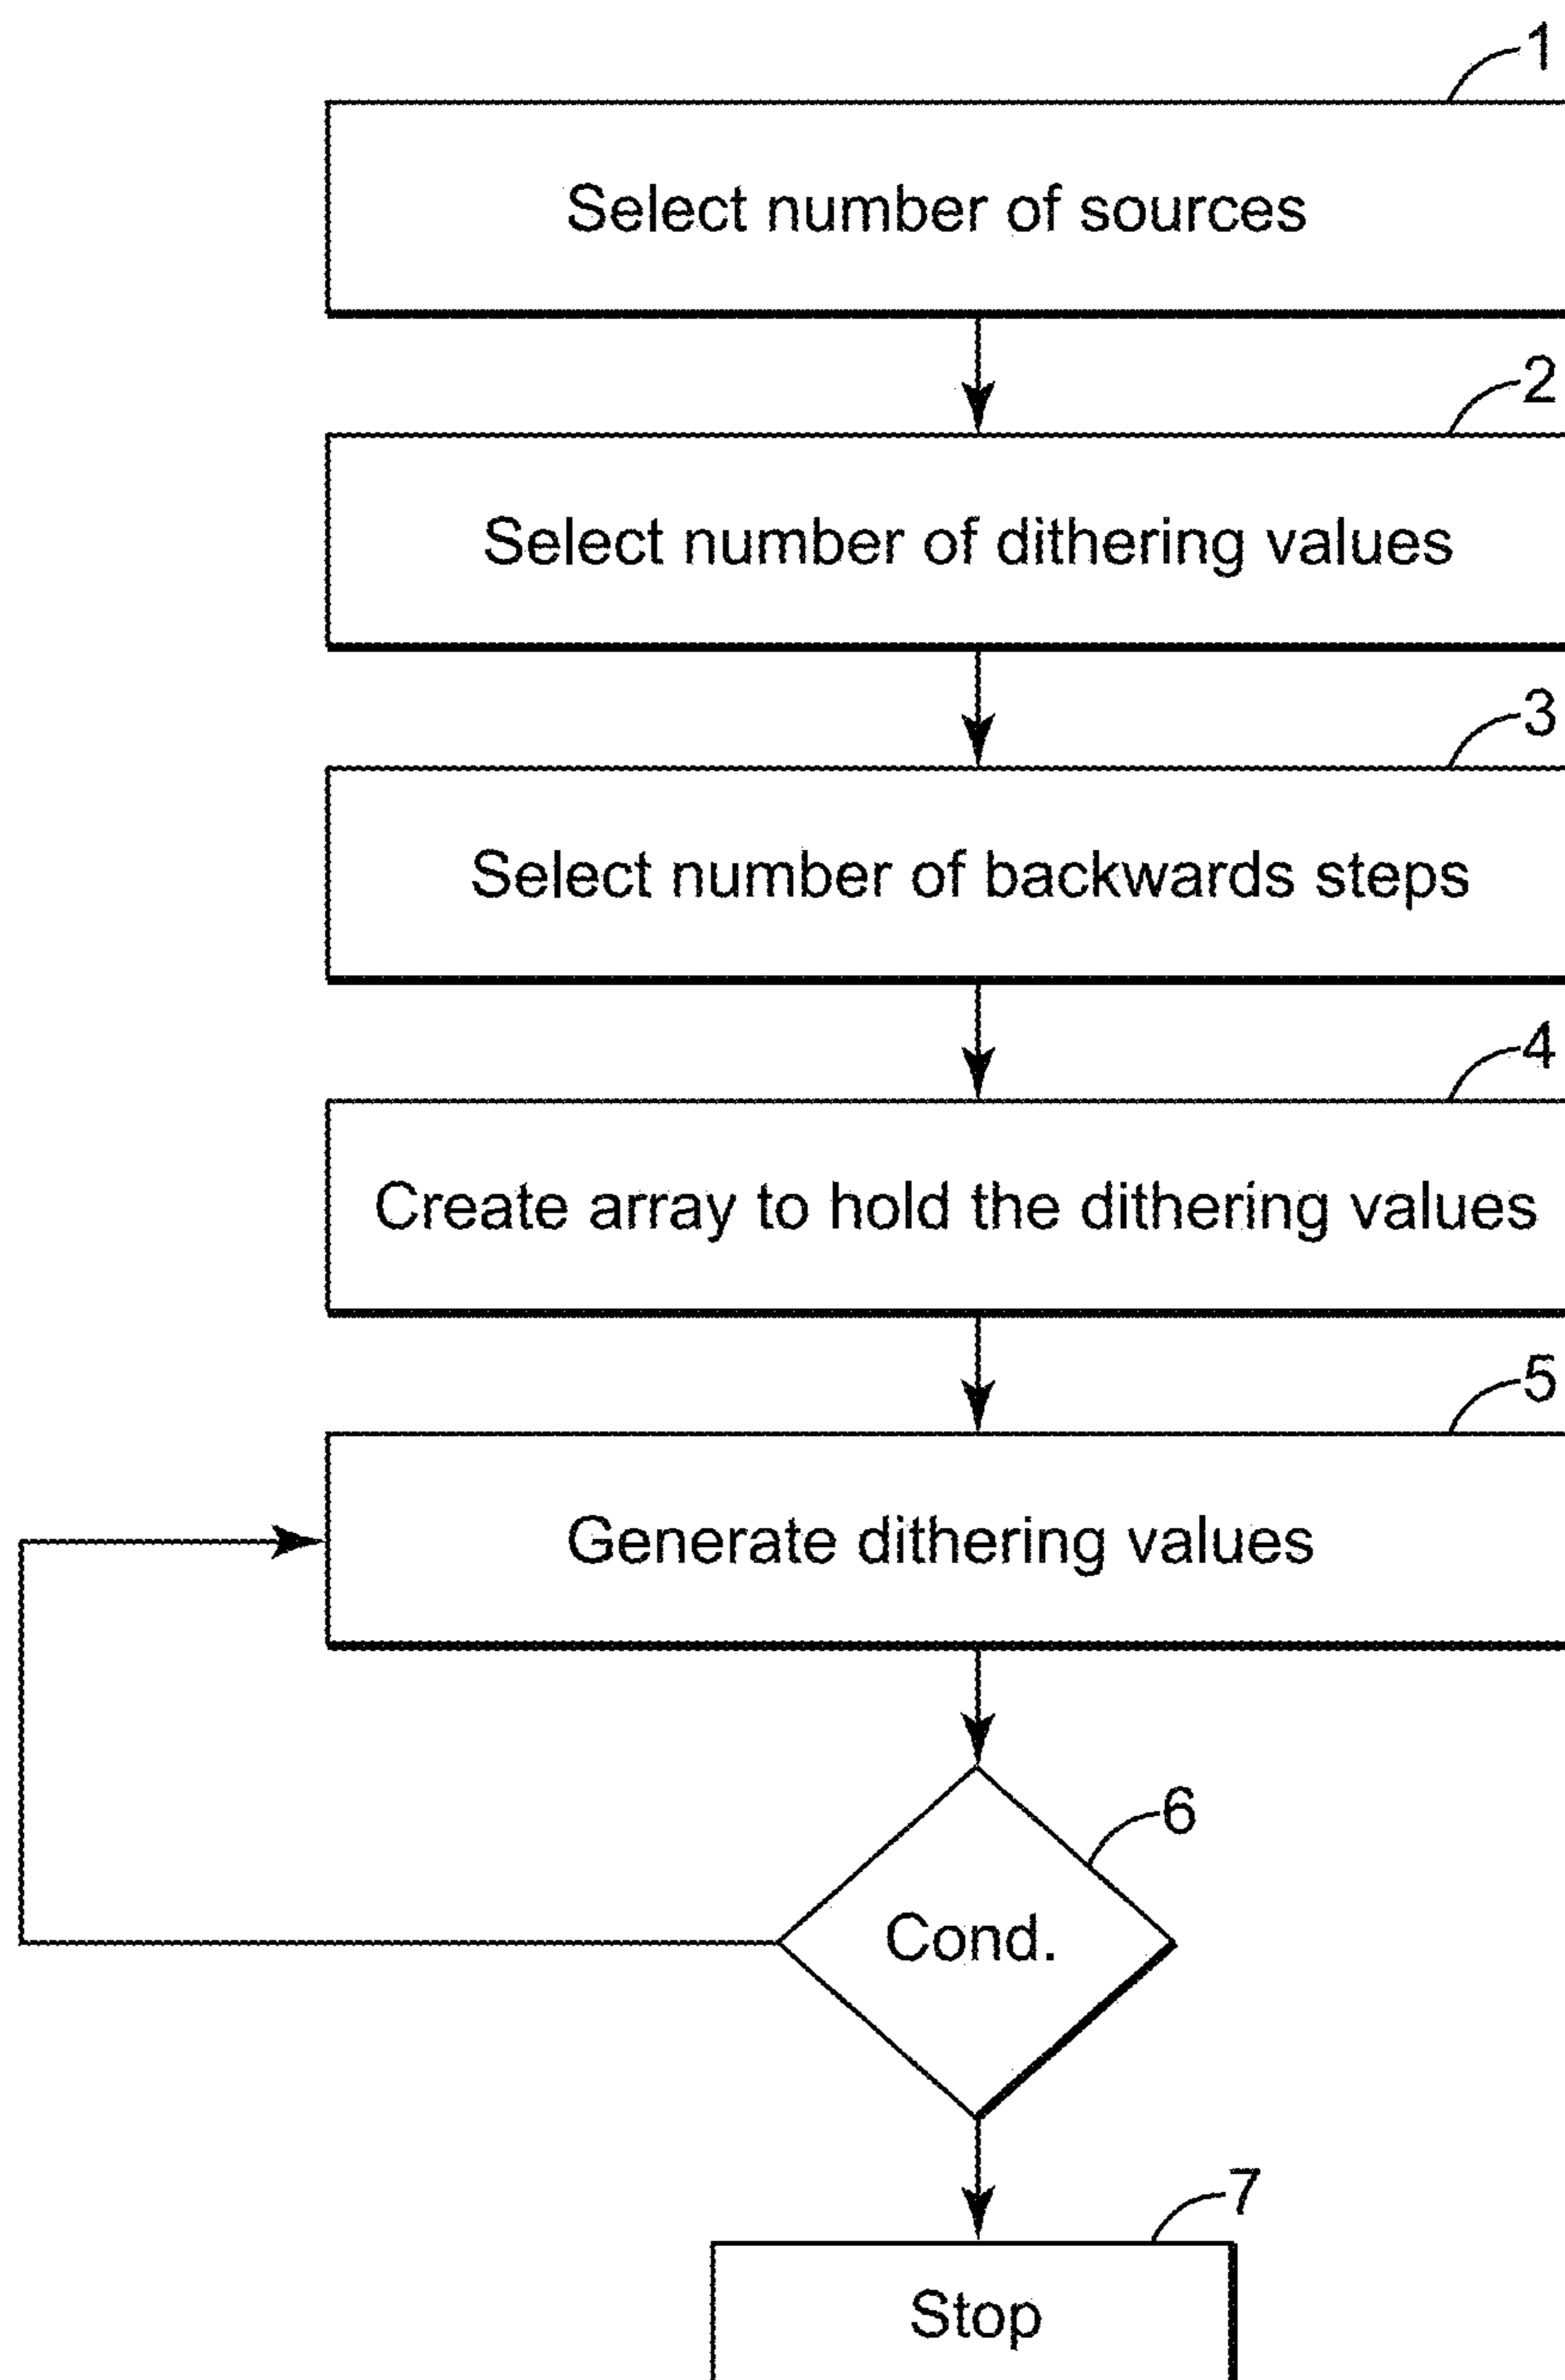 1
Select number of sources
2
Select number of dithering values
3
Select number of backwards steps
4
Create array to hold the dithering values
5
Generate dithering values
6
Cond.
7
Stop